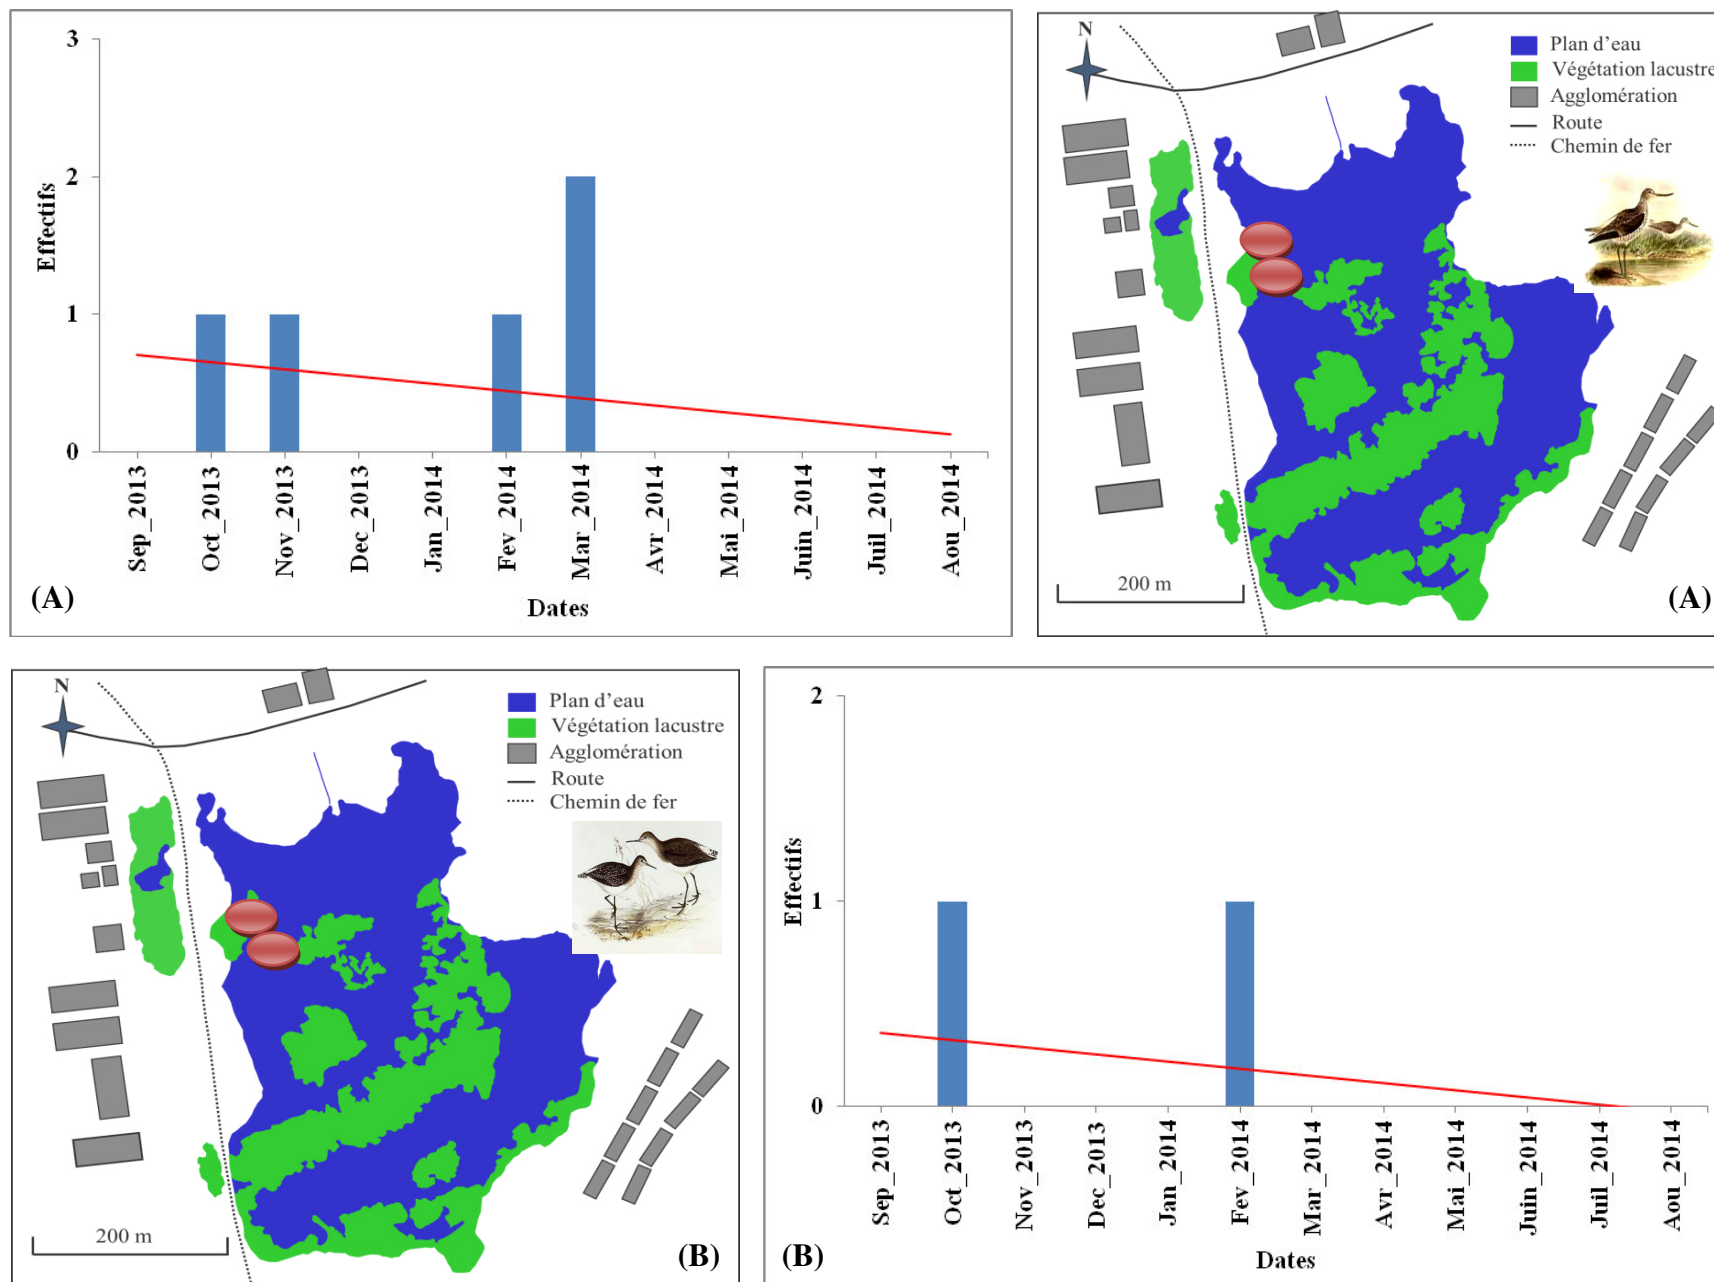 3
2
1
0
Effectifs
Sep_2013
Oct_2013
Nov_2013
Dec_2013
Jan_2014
Fev_2014
Mar_2014
Avr_2014
Mai_2014
Juin_2014
Juil_2014
Aou_2014
Dates
(A)
N
Plan d'eau
Végétation lacustre
Agglomération
Route
Chemin de fer
200 m
(A)
N
Plan d'eau
Végétation lacustre
Agglomération
Route
Chemin de fer
200 m
(B)
2
1
0
Effectifs
Sep_2013
Oct_2013
Nov_2013
Dec_2013
Jan_2014
Fev_2014
Mar_2014
Avr_2014
Mai_2014
Juin_2014
Juil_2014
Aou_2014
Dates
(B)